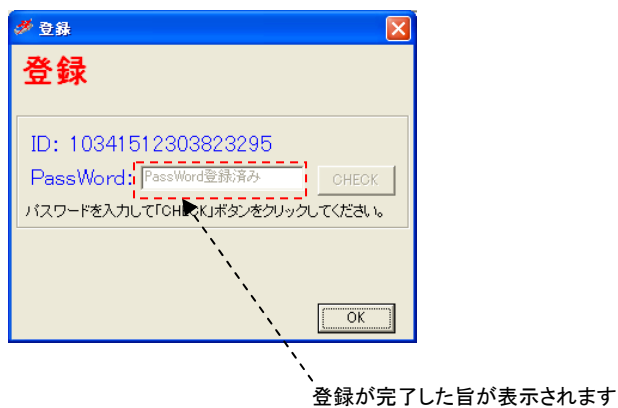 登録
登録
ID: 10341512303823295
PassWord: PassWord登録済み CHECK
パスワードを入力して「CHECK」ボタンをクリックしてください。
OK
登録が完了した旨が表示されます